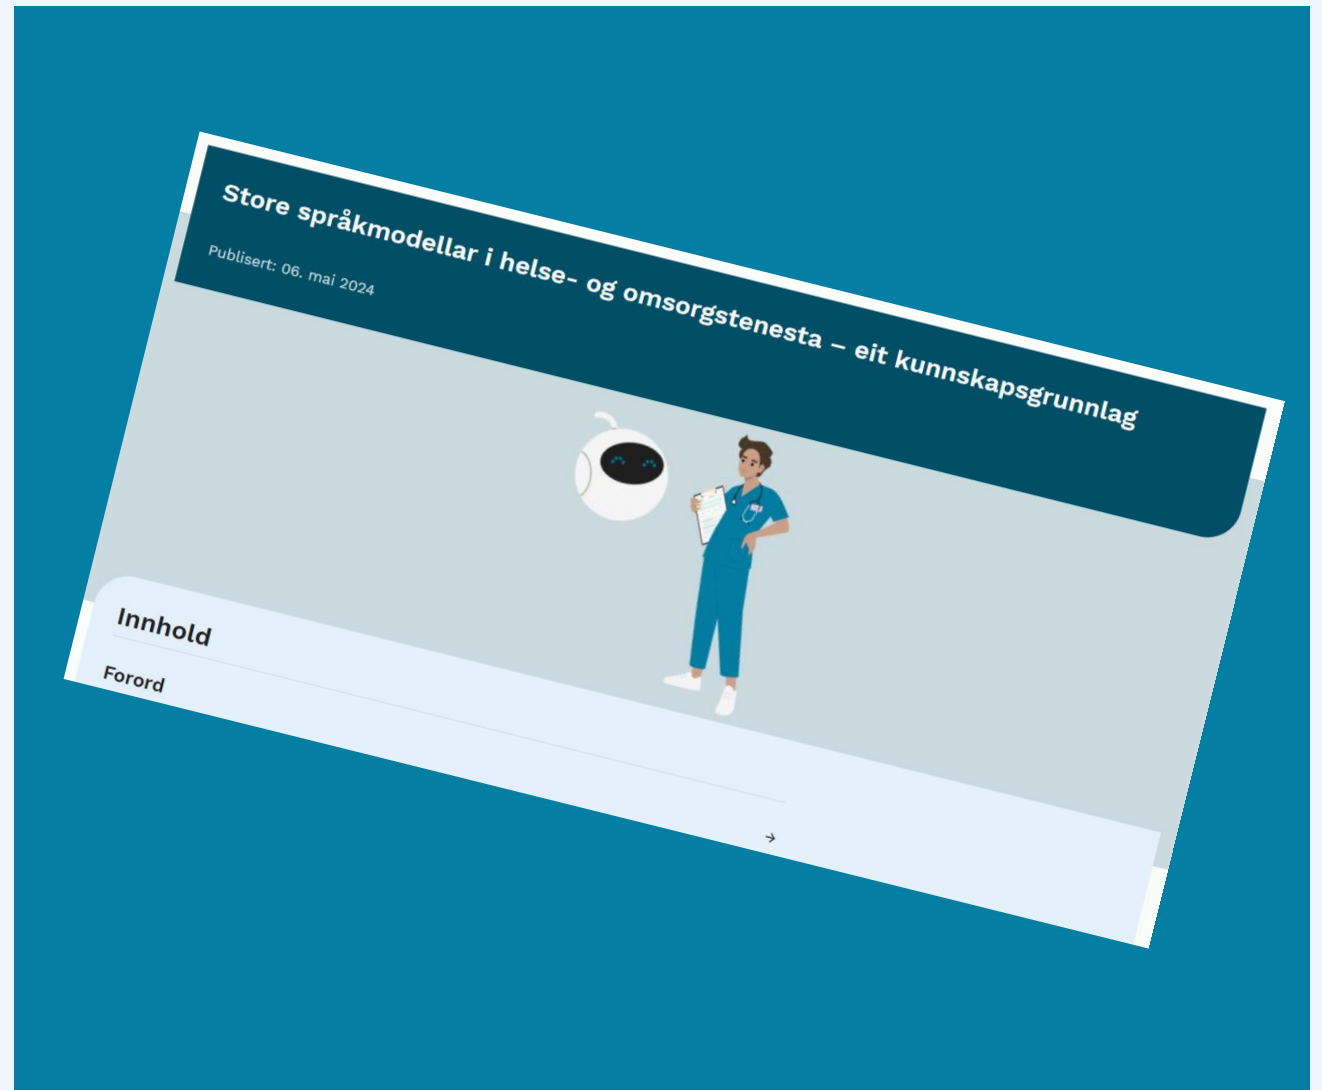 Store språkmodellar i helse- og omsorgstenesta – eit kunnskapsgrunnlag
Publisert: 06. mai 2024
Innhold
Forord